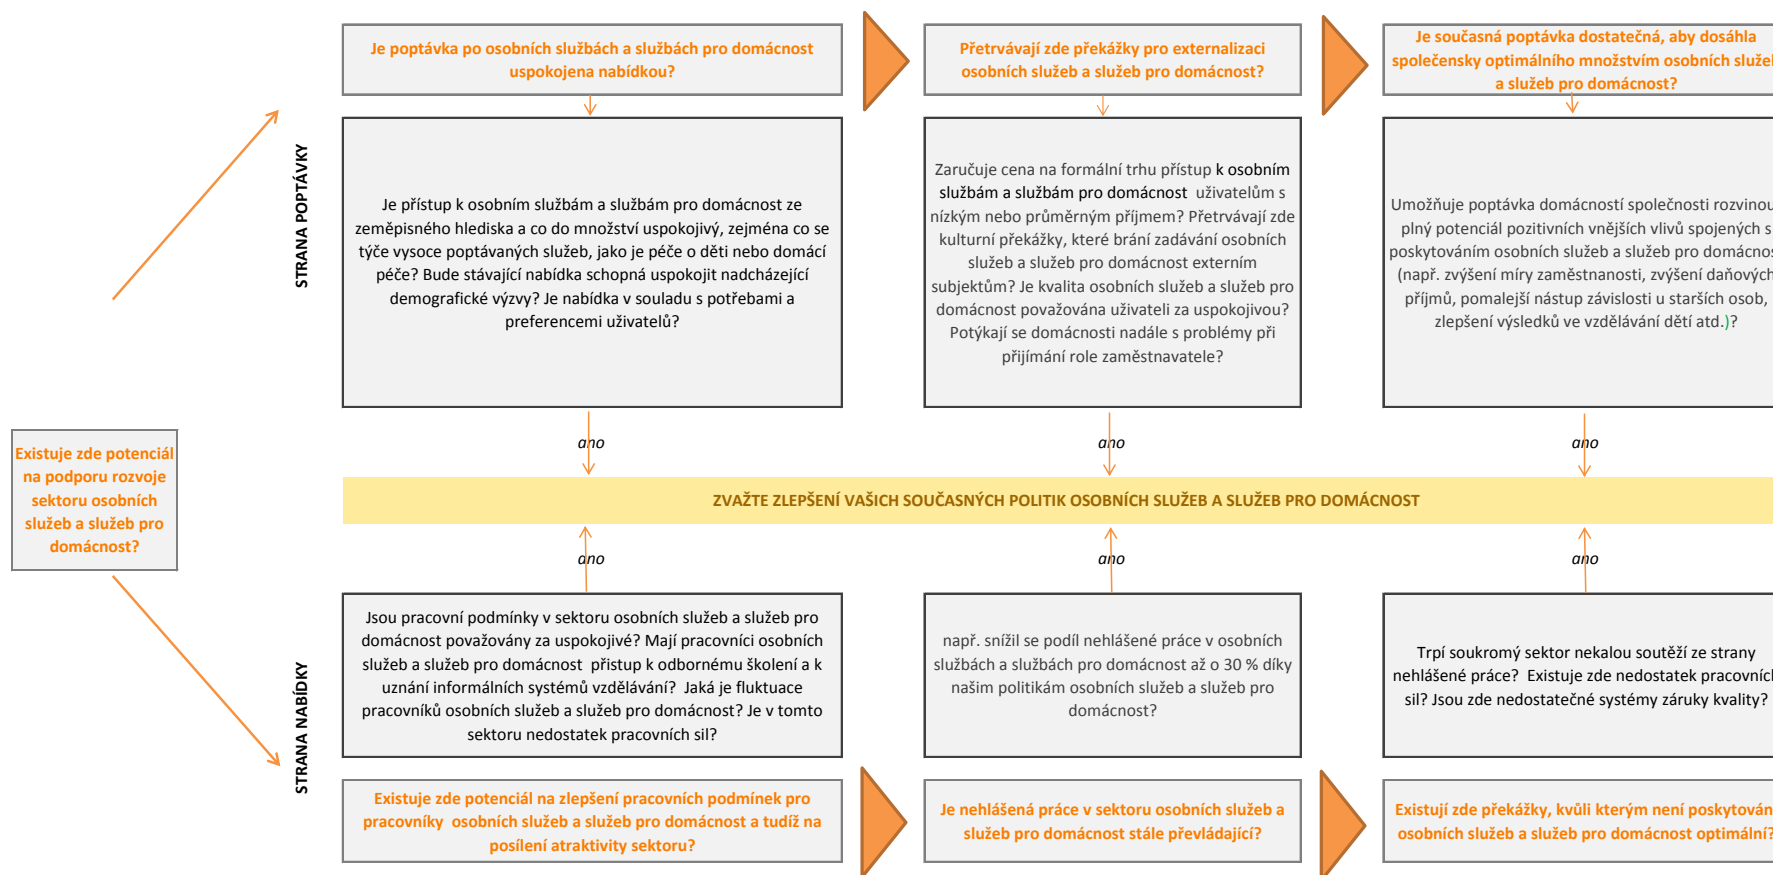 Je poptávka po osobních službách a službách pro domácnost
uspokojena nabídkou?
Přetrvávají zde překážky pro externalizaci
osobních služeb a služeb pro domácnost?
Je současná poptávka dostatečná, aby dosáhla
společensky optimálního množstvím osobních služeb
a služeb pro domácnost?
STRANA POPTÁVKY
Je přístup k osobním službám a službám pro domácnost ze
zeměpisného hlediska a co do množství uspokojivý, zejména co se
týče vysoce poptávaných služeb, jako je péče o děti nebo domácí
péče? Bude stávající nabídka schopná uspokojit nadcházející
demografické výzvy? Je nabídka v souladu s potřebami a
preferencemi uživatelů?
Zaručuje cena na formální trhu přístup k osobním
službám a službám pro domácnost uživatelům s
nízkým nebo průměrným příjmem? Přetrvávají zde
kulturní překážky, které brání zadávání osobních
služeb a služeb pro domácnost externím
subjektům? Je kvalita osobních služeb a služeb pro
domácnost považována uživateli za uspokojivou?
Potýkají se domácnosti nadále s problémy při
přijímání role zaměstnavatele?
Umožňuje poptávka domácností společnosti rozvinou
plný potenciál pozitivních vnějších vlivů spojených s
poskytováním osobních služeb a služeb pro domácnos
(např. zvýšení míry zaměstnanosti, zvýšení daňových
příjmů, pomalejší nástup závislosti u starších osob,
zlepšení výsledků ve vzdělávání dětí atd.)?
ano
ano
ano
Existuje zde potenciál
na podporu rozvoje
sektoru osobních
služeb a služeb pro
domácnost?
ZVAŽTE ZLEPŠENÍ VAŠICH SOUČASNÝCH POLITIK OSOBNÍCH SLUŽEB A SLUŽEB PRO DOMÁCNOST
ano
ano
ano
STRANA NABÍDKY
Jsou pracovní podmínky v sektoru osobních služeb a služeb pro
domácnost považovány za uspokojivé? Mají pracovníci osobních
služeb a služeb pro domácnost přistup k odbornému školení a k
uznání informálních systémů vzdělávání? Jaká je fluktuace
pracovníků osobních služeb a služeb pro domácnost? Je v tomto
sektoru nedostatek pracovních sil?
např. snížil se podíl nehlášené práce v osobních
službách a službách pro domácnost až o 30 % díky
našim politikám osobních služeb a služeb pro
domácnost?
Trpí soukromý sektor nekalou soutěží ze strany
nehlášené práce? Existuje zde nedostatek pracovních
sil? Jsou zde nedostatečné systémy záruky kvality?
Existuje zde potenciál na zlepšení pracovních podmínek pro
pracovníky osobních služeb a služeb pro domácnost a tudíž na
posílení atraktivity sektoru?
Je nehlášená práce v sektoru osobních služeb a
služeb pro domácnost stále převládající?
Existují zde překážky, kvůli kterým není poskytován
osobních služeb a služeb pro domácnost optimální?